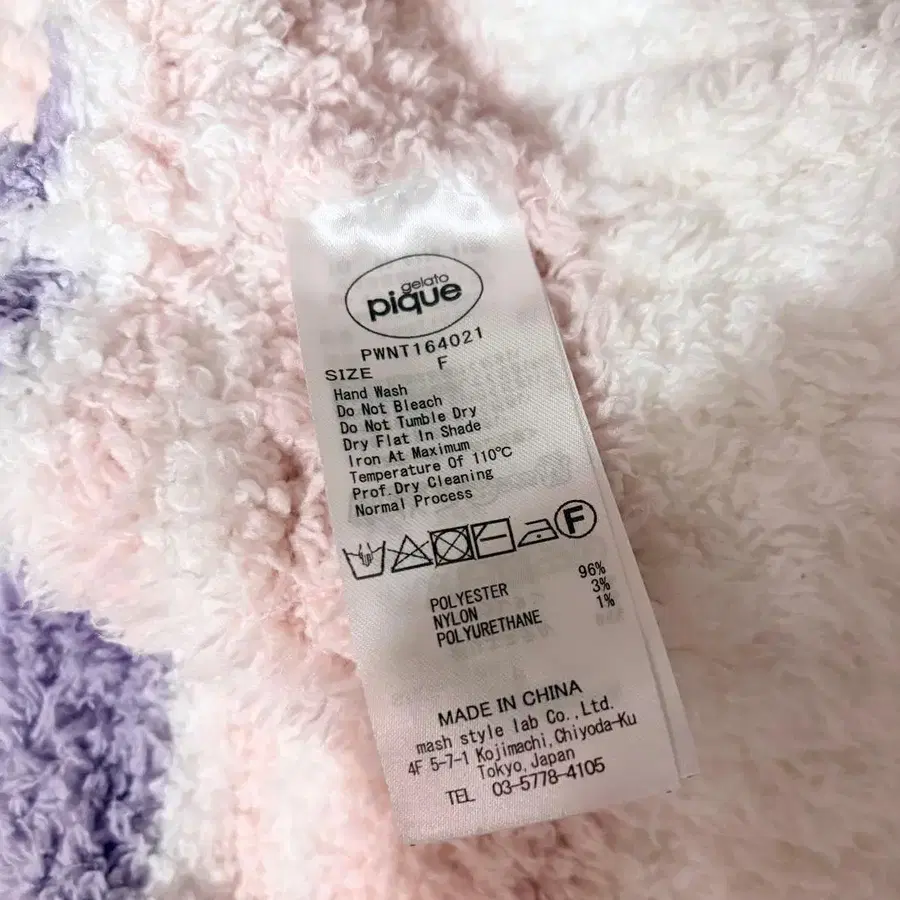 gelato
pique
PWNT164021
SIZE F
Hand Wash
Do Not Bleach
Do Not Tumble Dry
Dry Flat In Shade
Iron At Maximum
Temperature Of 110℃
Prof.Dry Cleaning
Normal Process
F
POLYESTER 96%
NYLON 3%
POLYURETHANE 1%
MADE IN CHINA
mash style lab Co.,Ltd.
4F 5-7-1 Kojimachi,Chiyoda-Ku
Tokyo,Japan
TEL 03-5778-4105